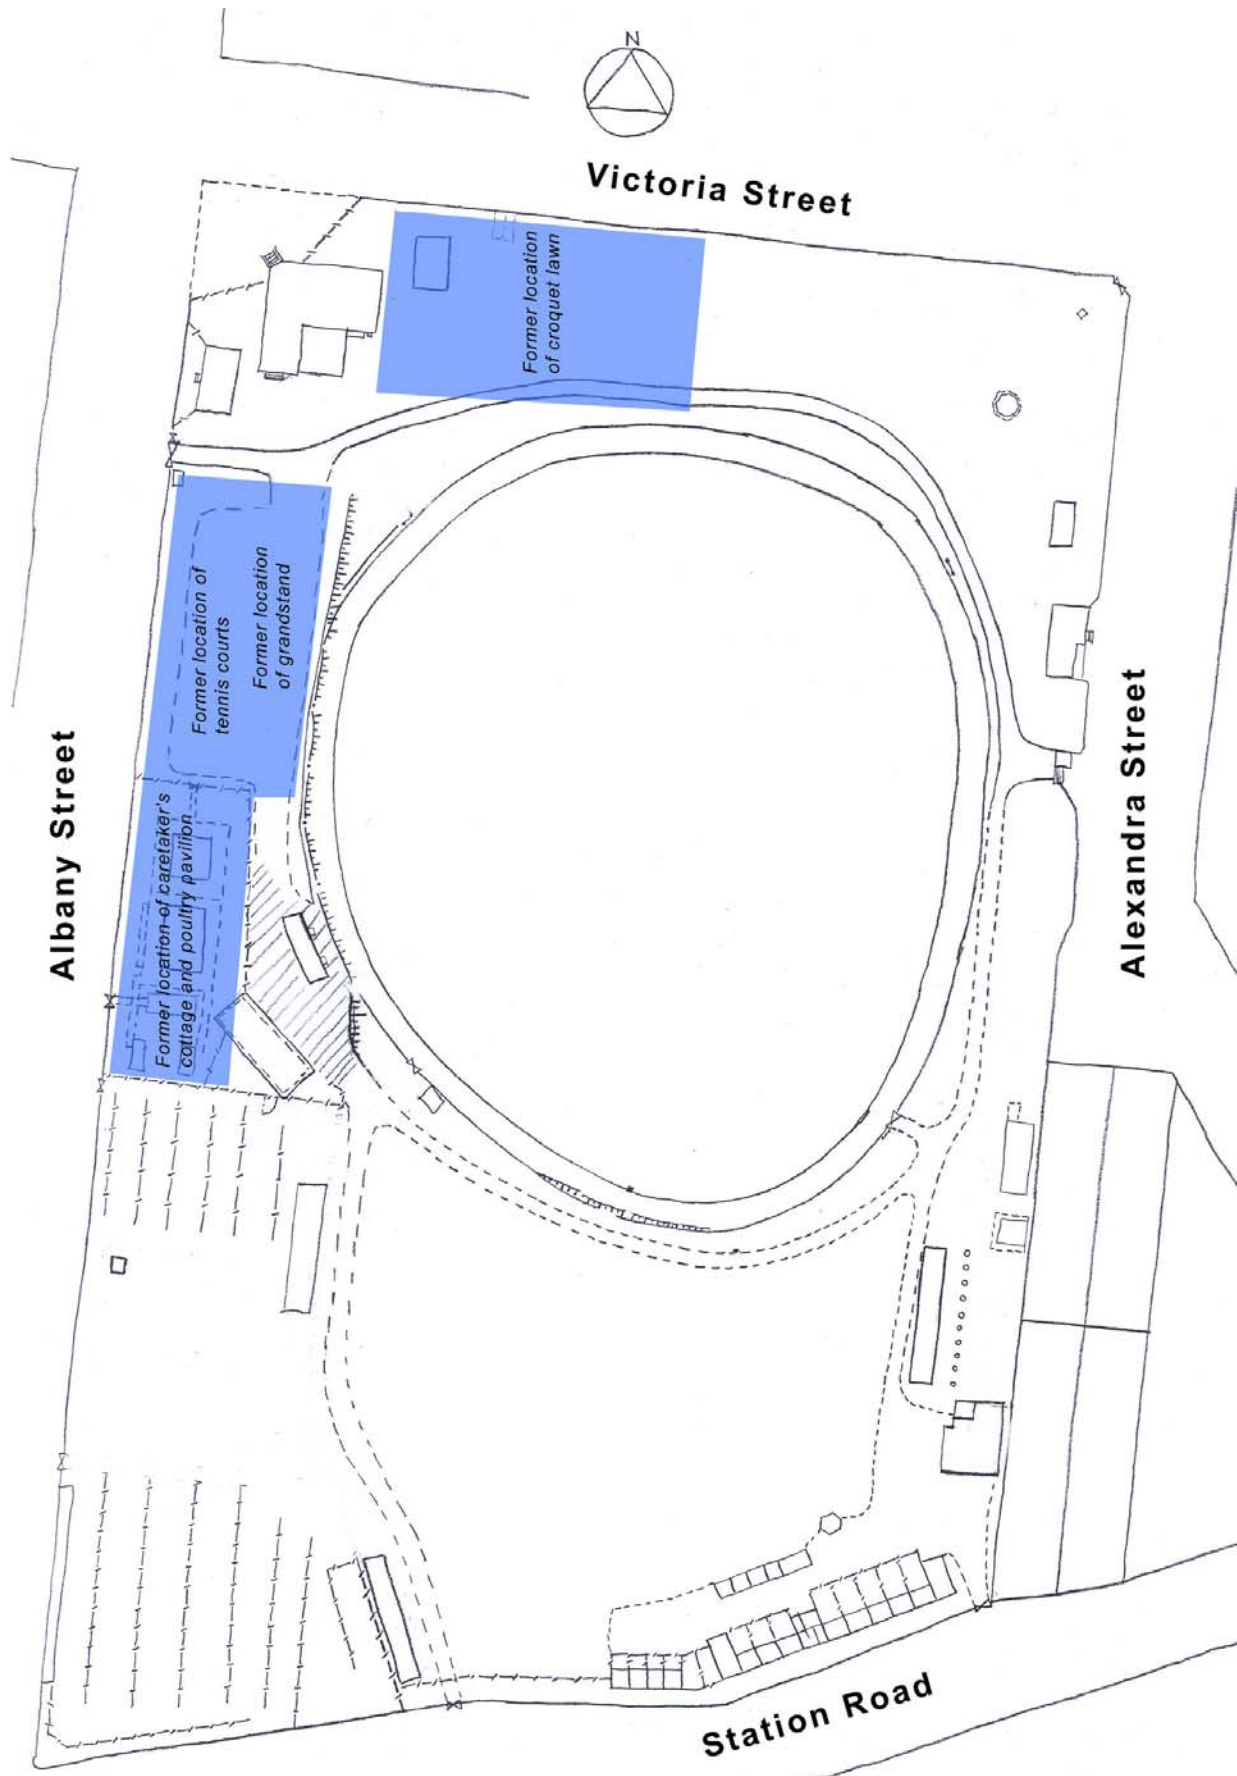 N
Victoria Street
Former location
of croquet lawn
Former location of
tennis courts
Former location
of grandstand
Albany Street
Alexandra Street
Former location of caretaker's
cottage and poultry pavilion
Station Road